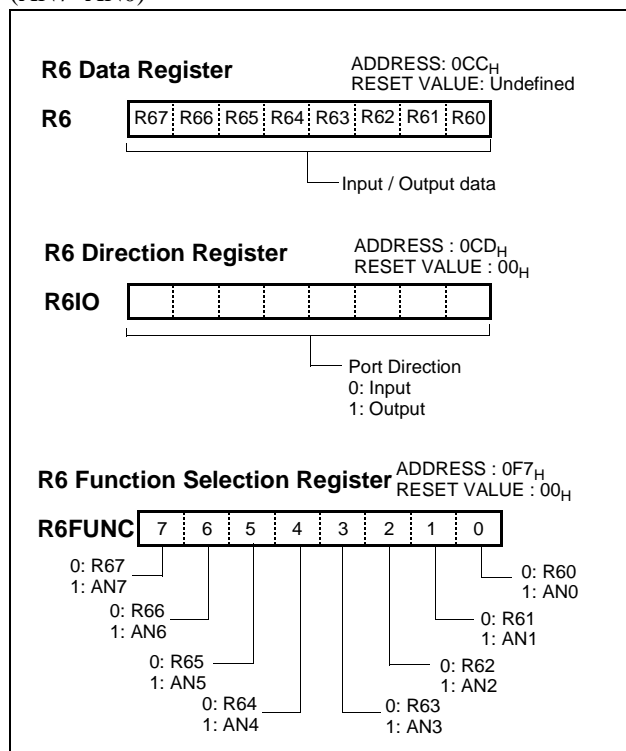 R6 Data Register
ADDRESS: 0CCH
RESET VALUE: Undefined
R6
R67 R66 R65 R64 R63 R62 R61 R60
Input / Output data
R6 Direction Register
ADDRESS : 0CDH
RESET VALUE : 00H
R6IO
Port Direction
0: Input
1: Output
R6 Function Selection Register
ADDRESS : 0F7H
RESET VALUE : 00H
R6FUNC 7 6 5 4 3 2 1 0
0: R67
1: AN7
0: R60
1: AN0
0: R66
1: AN6
0: R61
1: AN1
0: R65
1: AN5
0: R62
1: AN2
0: R64
1: AN4
0: R63
1: AN3